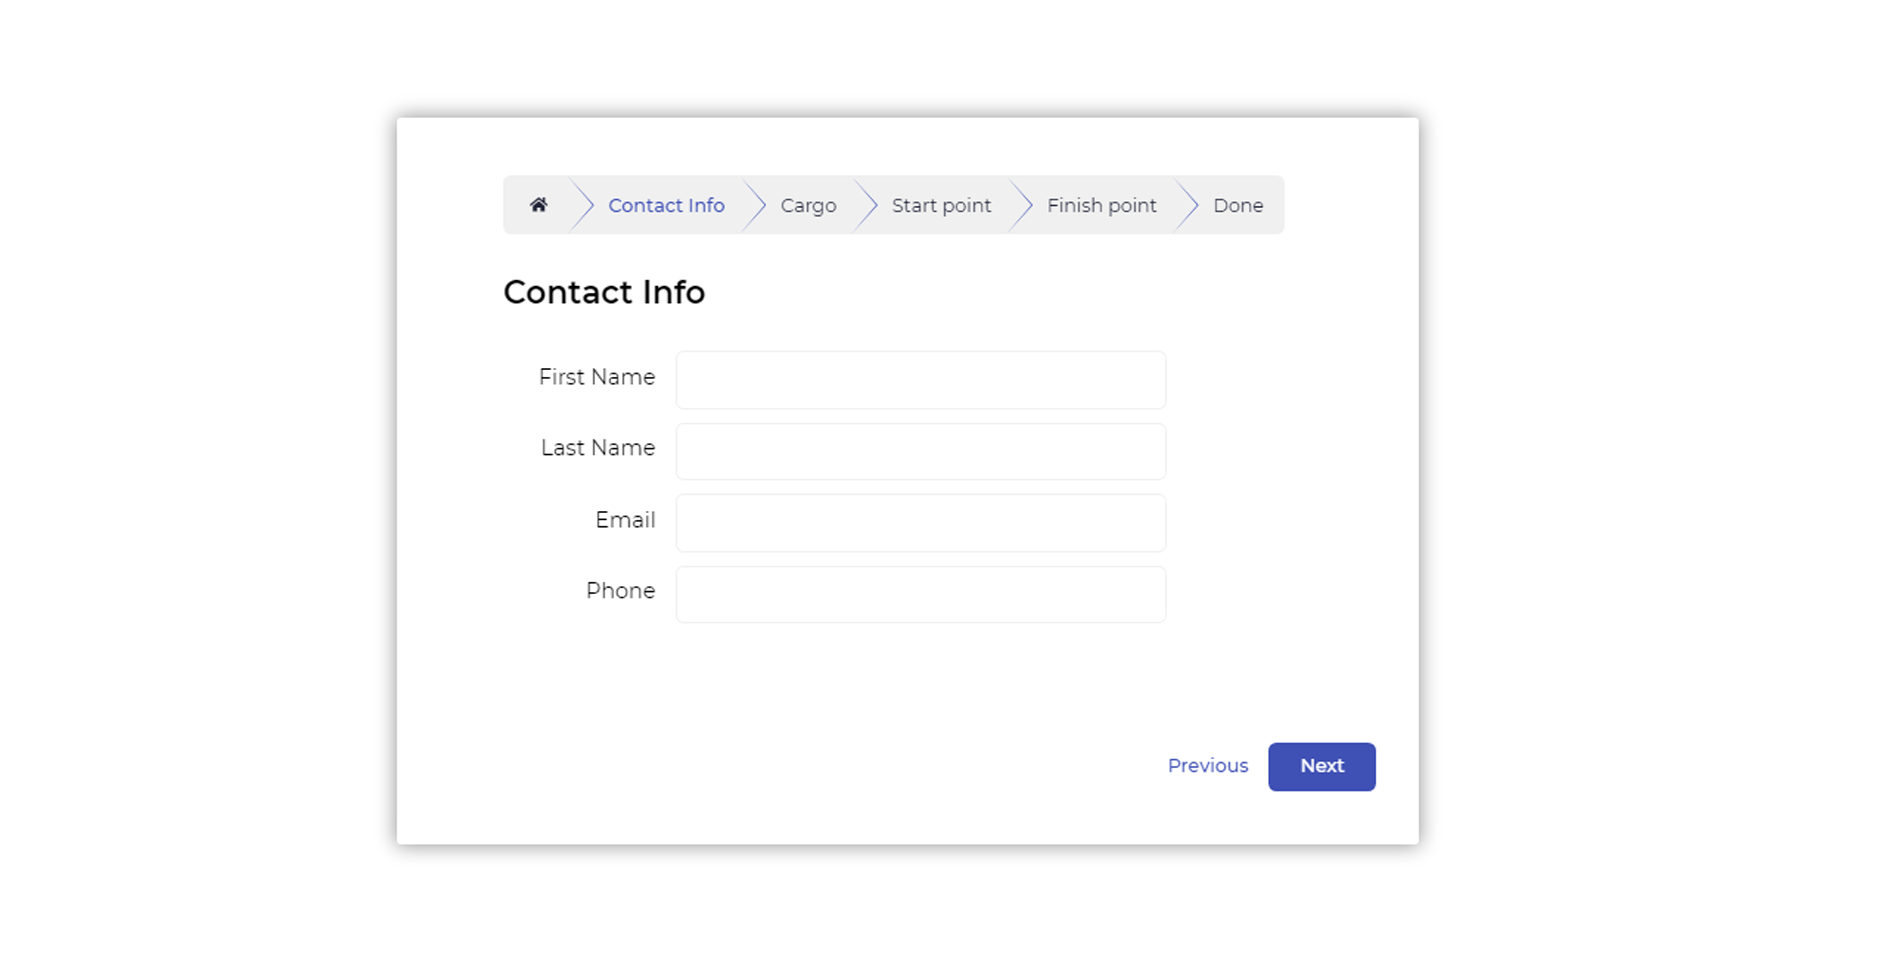 Contact Info Cargo Start point Finish point Done
Contact Info
First Name
Last Name
Email
Phone
Previous Next